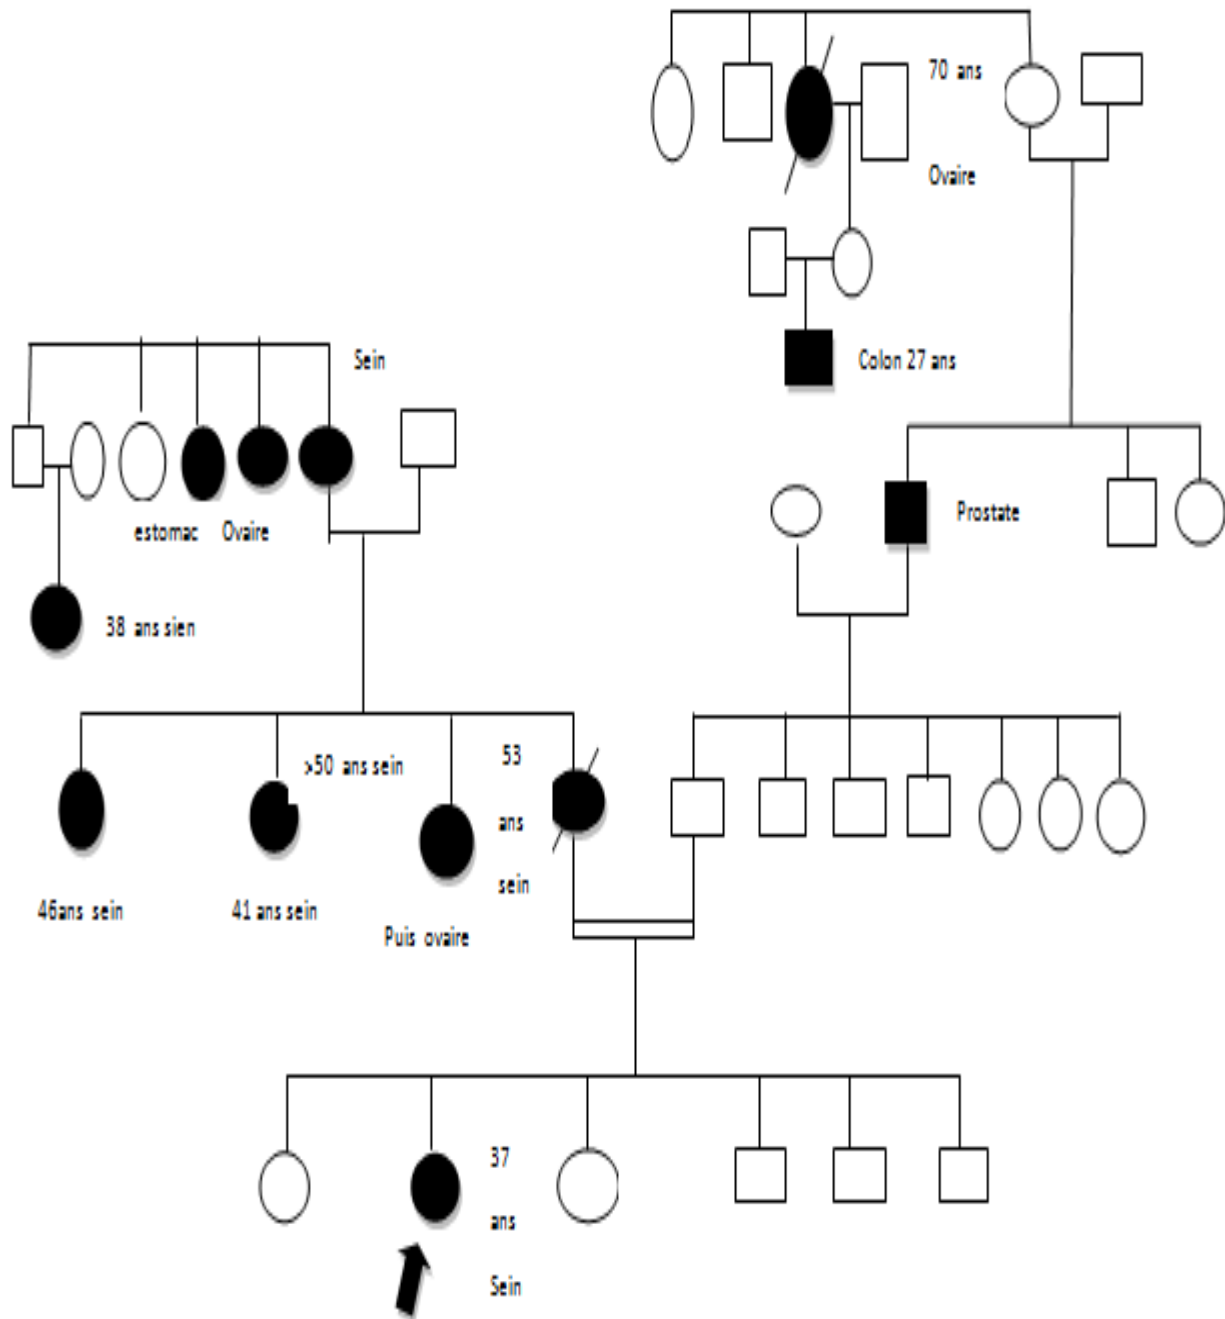 70 ans
Ovaire
Colon 27 ans
Sein
Prostate
estomac Ovaire
38 ans sien
>50 ans sein
53
ans
sein
46ans sein
41 ans sein
Puis ovaire
37
ans
Sein